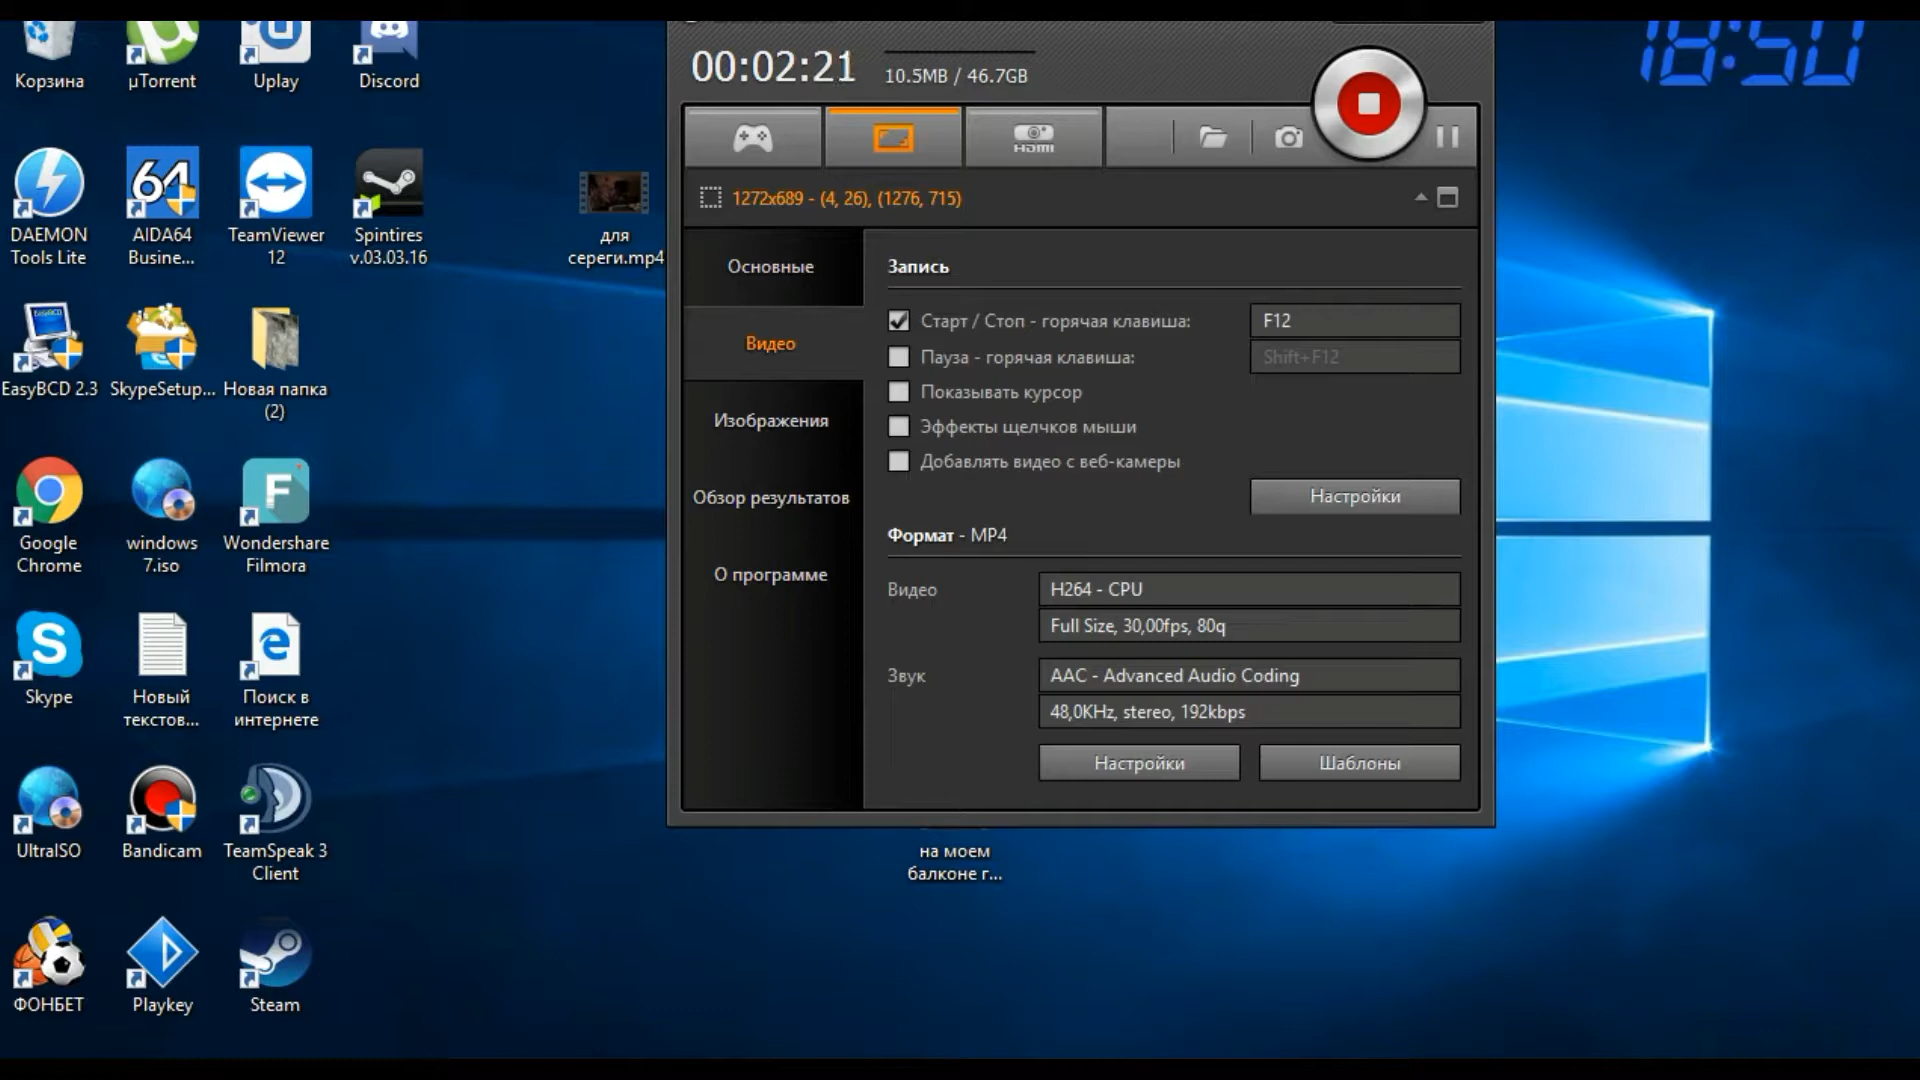 Корзина
µTorrent
Uplay
Discord
DAEMON
Tools Lite
64
AIDA64
Busine...
TeamViewer
12
Spintires
v.03.03.16
для
сереги.mp4
EasyBCD
EasyBCD 2.3
SkypeSetup...
Новая папка
(2)
Google
Chrome
windows
7.iso
Wondershare
Filmora
Skype
Новый
текстов...
Поиск в
интернете
UltraISO
Bandicam
TeamSpeak 3
Client
ФОНБЕТ
Playkey
Steam
00:02:21
10.5MB / 46.7GB
HDMI
1272x689 - (4, 26), (1276, 715)
Основные
Видео
Изображения
Обзор результатов
О программе
Запись
Старт / Стоп - горячая клавиша:
F12
Пауза - горячая клавиша:
Shift+F12
Показывать курсор
Эффекты щелчков мыши
Добавлять видео с веб-камеры
Настройки
Формат - MP4
Видео
H264 - CPU
Full Size, 30,00fps, 80q
Звук
AAC - Advanced Audio Coding
48,0KHz, stereo, 192kbps
Настройки
Шаблоны
на моем
балконе г...
18:50